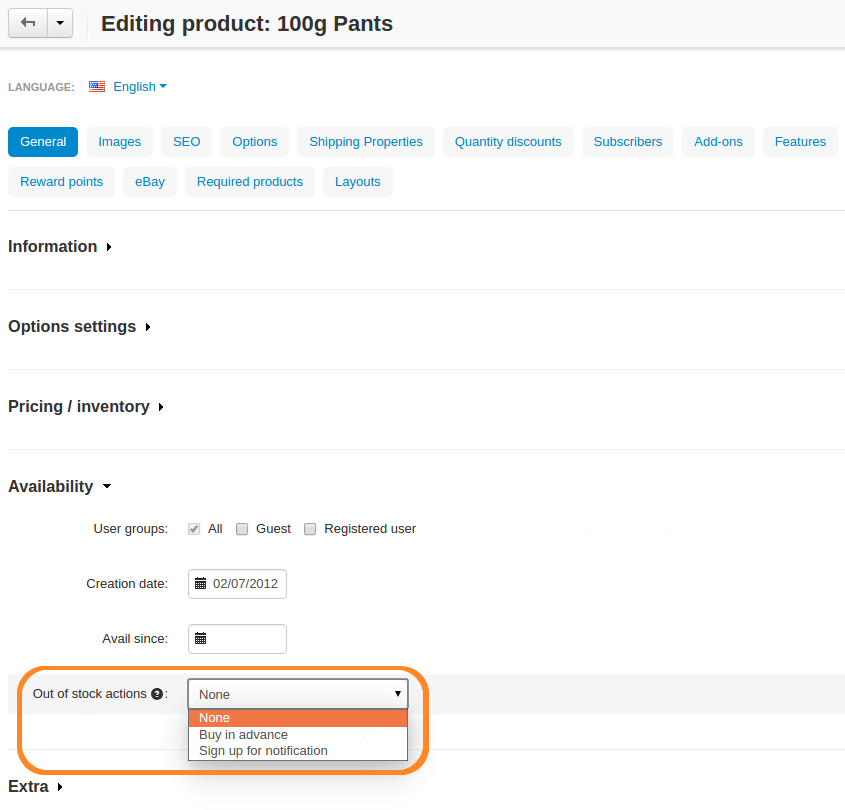 Editing product: 100g Pants
LANGUAGE: English
General Images SEO Options Shipping Properties Quantity discounts Subscribers Add-ons Features
Reward points eBay Required products Layouts
Information
Options settings
Pricing / inventory
Availability
User groups: All Guest Registered user
Creation date: 02/07/2012
Avail since:
Out of stock actions ?: None
None
Buy in advance
Sign up for notification
Extra